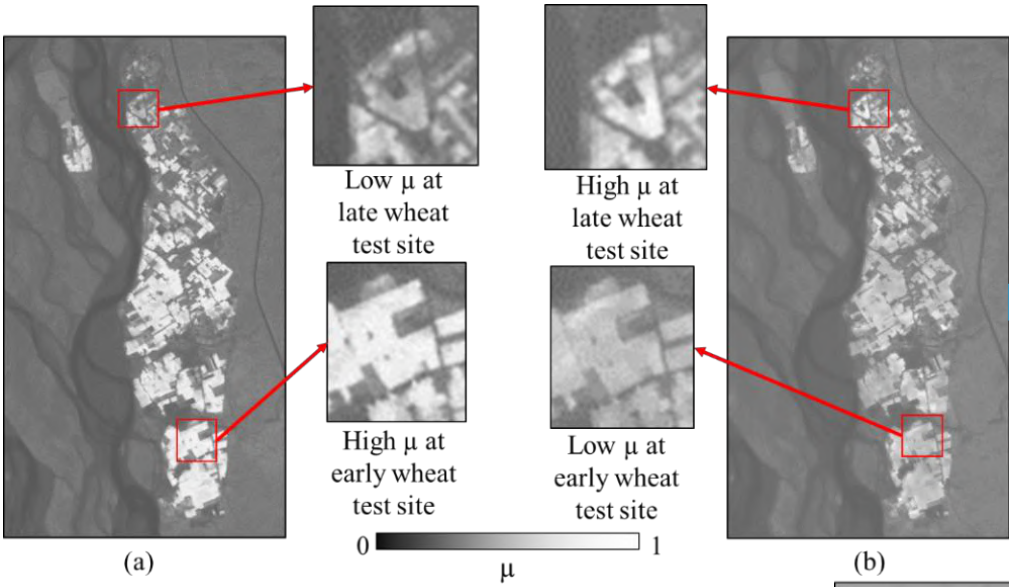 Low µ at
late wheat
test site
High µ at
late wheat
test site
High µ at
early wheat
test site
Low µ at
early wheat
test site
0
1
µ
(a)
(b)